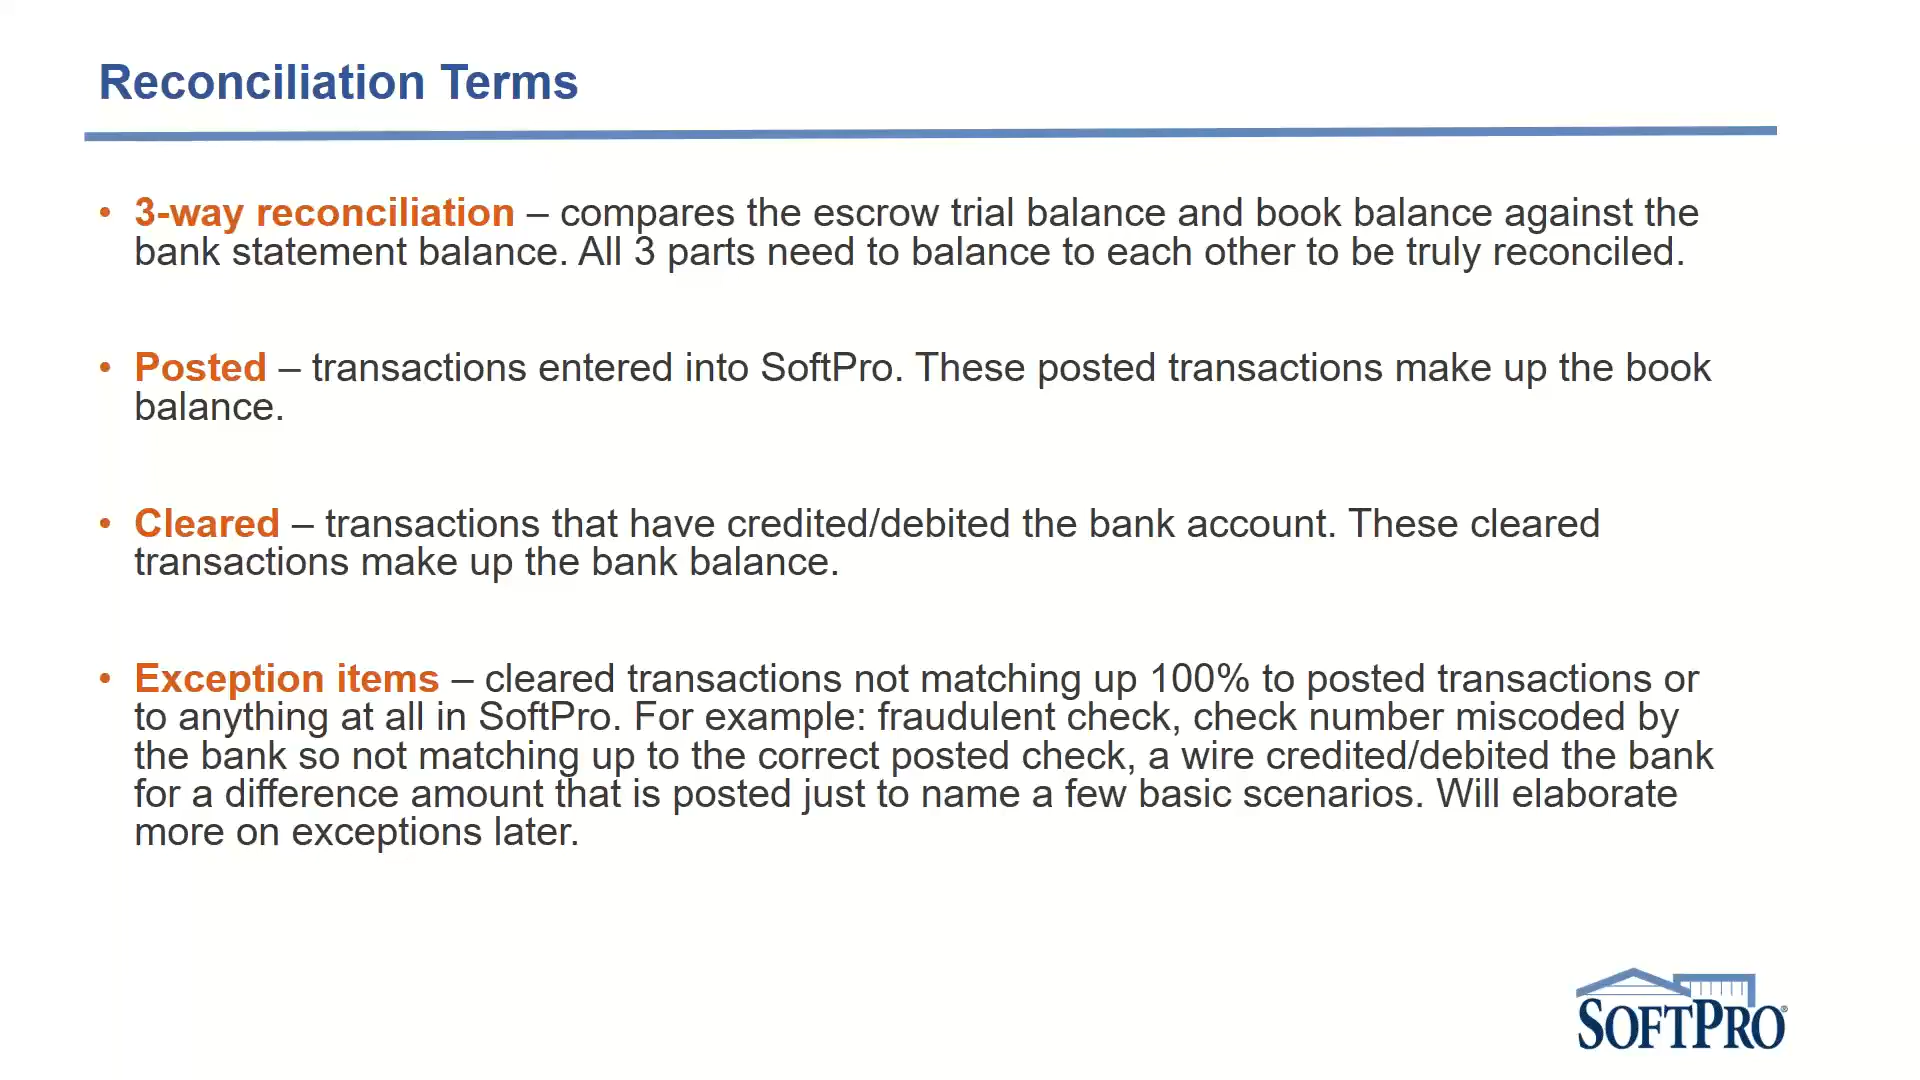 Reconciliation Terms
• 3-way reconciliation – compares the escrow trial balance and book balance against the
bank statement balance. All 3 parts need to balance to each other to be truly reconciled.
• Posted – transactions entered into SoftPro. These posted transactions make up the book
balance.
• Cleared – transactions that have credited/debited the bank account. These cleared
transactions make up the bank balance.
• Exception items – cleared transactions not matching up 100% to posted transactions or
to anything at all in SoftPro. For example: fraudulent check, check number miscoded by
the bank so not matching up to the correct posted check, a wire credited/debited the bank
for a difference amount that is posted just to name a few basic scenarios. Will elaborate
more on exceptions later.
SOFTPRO®